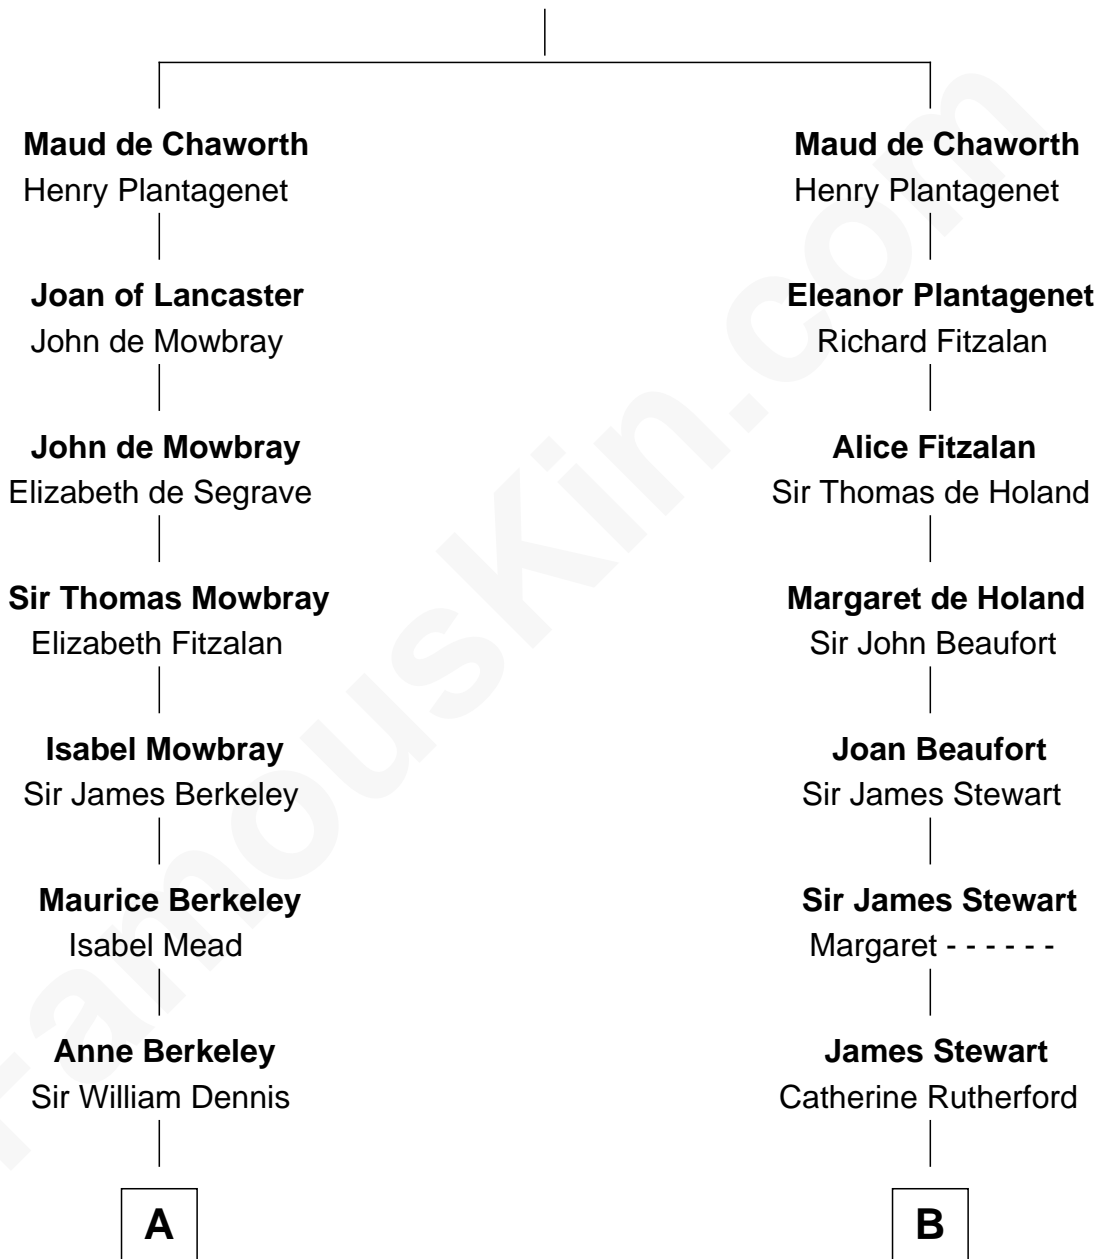 Maud de Chaworth
Henry Plantagenet
Joan of Lancaster
John de Mowbray
John de Mowbray
Elizabeth de Segrave
Sir Thomas Mowbray
Elizabeth Fitzalan
Isabel Mowbray
Sir James Berkeley
Maurice Berkeley
Isabel Mead
Anne Berkeley
Sir William Dennis
A
Maud de Chaworth
Henry Plantagenet
Eleanor Plantagenet
Richard Fitzalan
Alice Fitzalan
Sir Thomas de Holand
Margaret de Holand
Sir John Beaufort
Joan Beaufort
Sir James Stewart
Sir James Stewart
Margaret - - - - - -
James Stewart
Catherine Rutherford
B
FamousKin.com